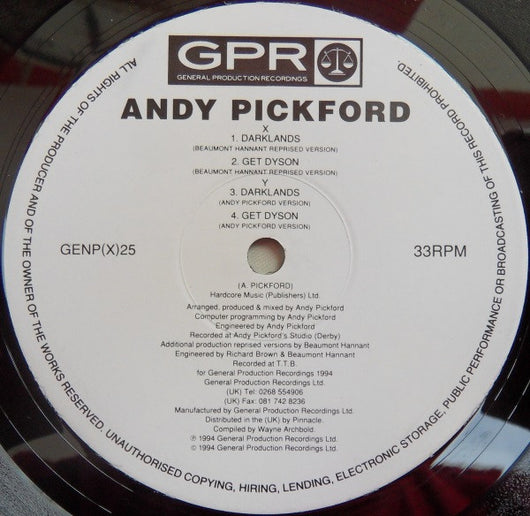 GPR
GENERAL PRODUCTION RECORDINGS
ANDY PICKFORD
X
1. DARKLANDS
(BEAUMONT HANNANT REPRISED VERSION)
2. GET DYSON
(BEAUMONT HANNANT REPRISED VERSION)
Y
3. DARKLANDS
(ANDY PICKFORD VERSION)
4. GET DYSON
(ANDY PICKFORD VERSION)
GENP(X)25
33RPM
(A. PICKFORD)
Hardcore Music (Publishers) Ltd.
Arranged, produced & mixed by Andy Pickford
Computer programming by Andy Pickford
Engineered by Andy Pickford
Recorded at Andy Pickford's Studio (Derby)
Additional production reprised versions by Beaumont Hannant
Engineered by Richard Brown & Beaumont Hannant
Recorded at T.T.B.
for General Production Recordings 1994
General Production Recordings Ltd.
(UK) Tel: 0268 554906
(UK) Fax: 081 742 8236
Manufactured by General Production Recordings Ltd.
Distributed in the (UK) by Pinnacle.
Compiled by Wayne Archbold.
℗ 1994 General Production Recordings Ltd.
© 1994 General Production Recordings Ltd.
ALL RIGHTS OF THE PRODUCER AND OF THE OWNER OF THE WORKS RESERVED. UNAUTHORISED COPYING, HIRING, LENDING, ELECTRONIC STORAGE, PUBLIC PERFORMANCE OR BROADCASTING OF THIS RECORD PROHIBITED.